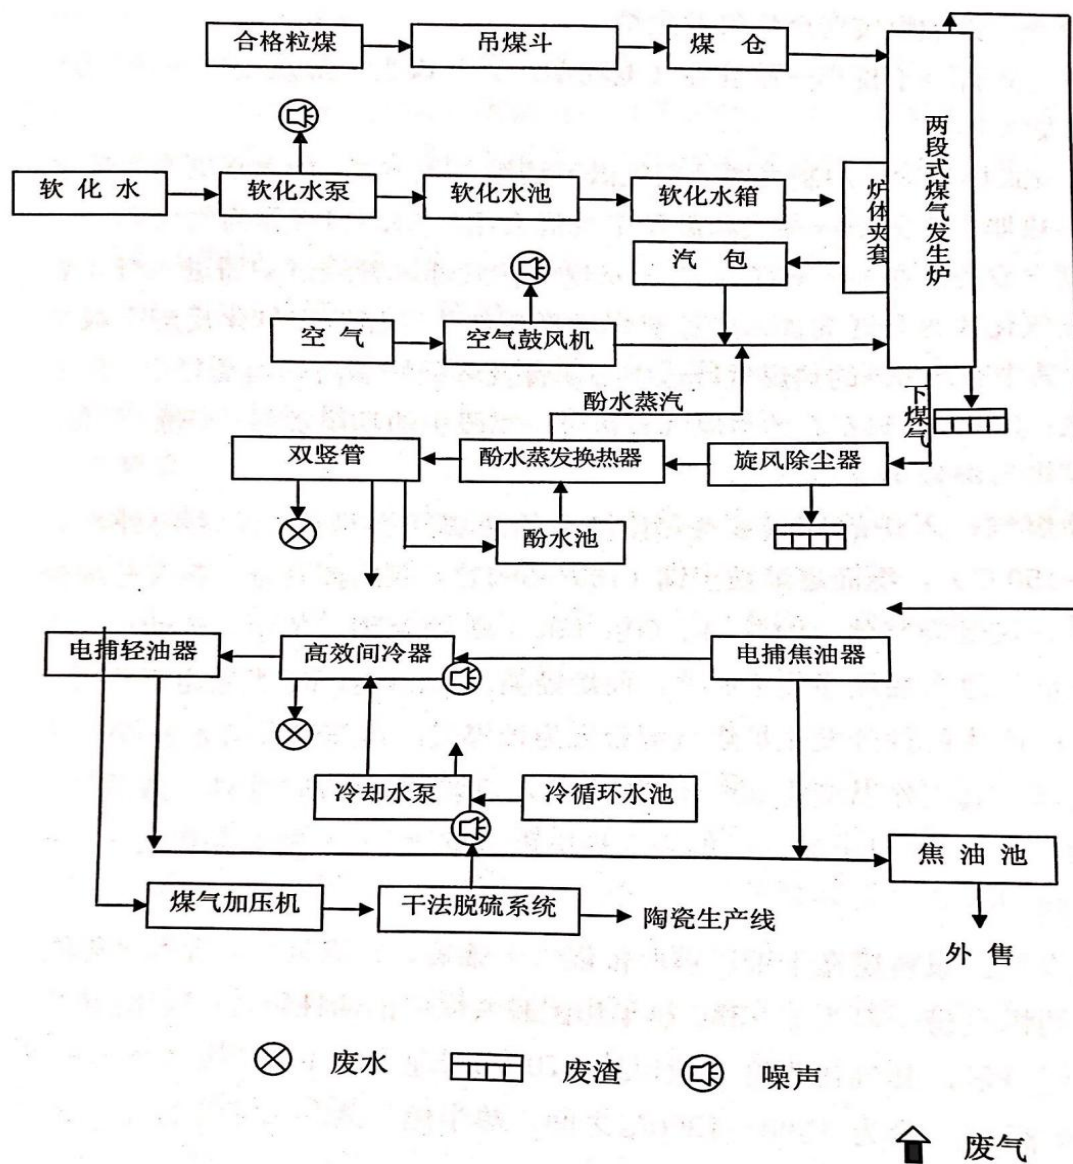 合格粒煤 吊煤斗 煤 仓
两段式煤气发生炉
软 化 水 软化水泵 软化水池 软化水箱 炉体夹套
汽 包
空 气 空气鼓风机
酚水蒸汽 下煤气
双竖管 酚水蒸发换热器 旋风除尘器
酚水池
电捕轻油器 高效间冷器 电捕焦油器
冷却水泵 冷循环水池
焦 油 池
煤气加压机 干法脱硫系统 陶瓷生产线
外 售
废水 废渣 噪声
废气